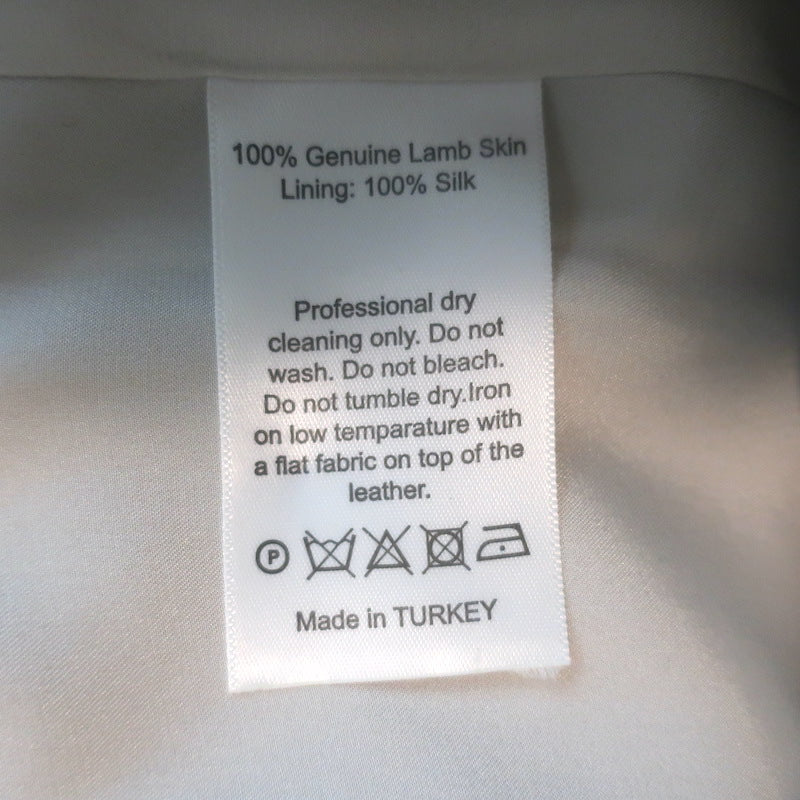 100% Genuine Lamb Skin
Lining: 100% Silk
Professional dry
cleaning only. Do not
wash. Do not bleach.
Do not tumble dry.Iron
on low temparature with
a flat fabric on top of the
leather.
P
Made in TURKEY